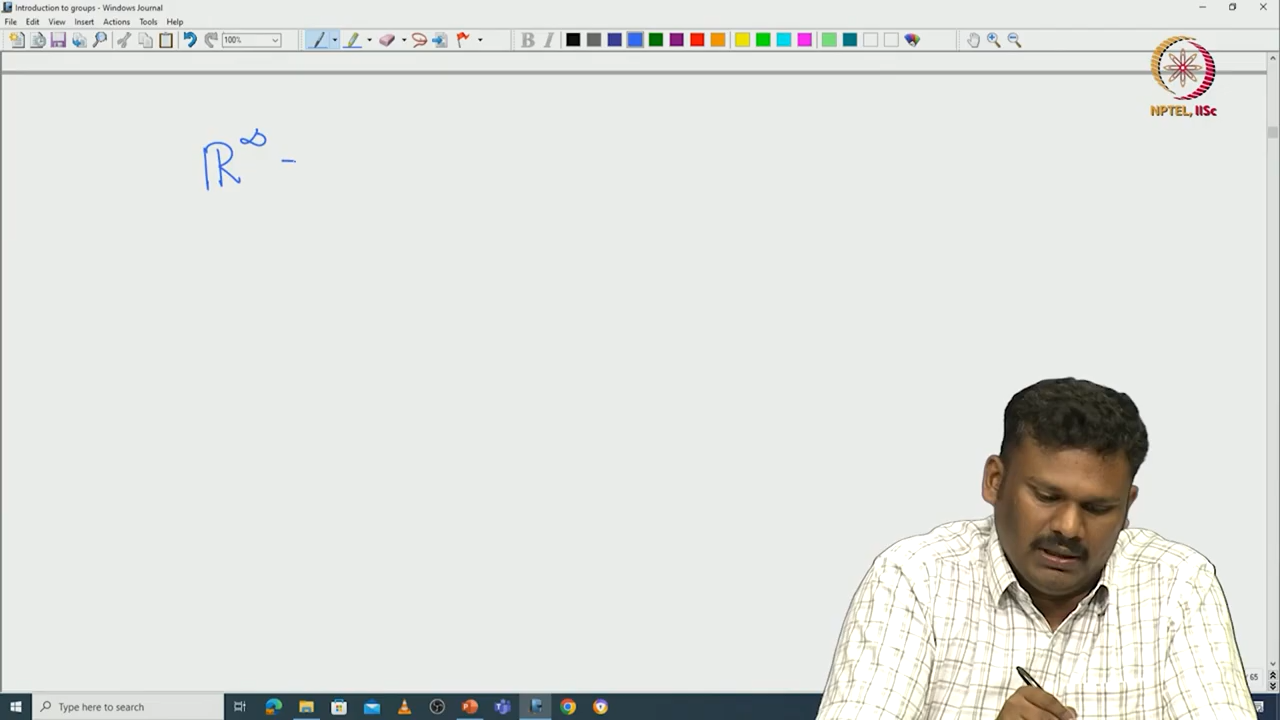 Introduction to groups - Windows Journal
File Edit View Insert Actions Tools Help
100%
B I
NPTEL, IISc
ℝ^∞ -
65
Type here to search